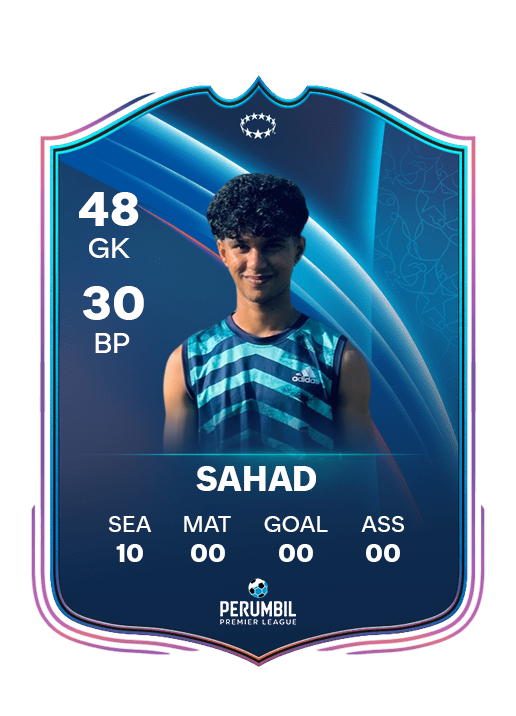 48
GK
30
BP
adidas
SAHAD
SEA MAT GOAL ASS
10 00 00 00
PERUMBIL
PREMIER LEAGUE